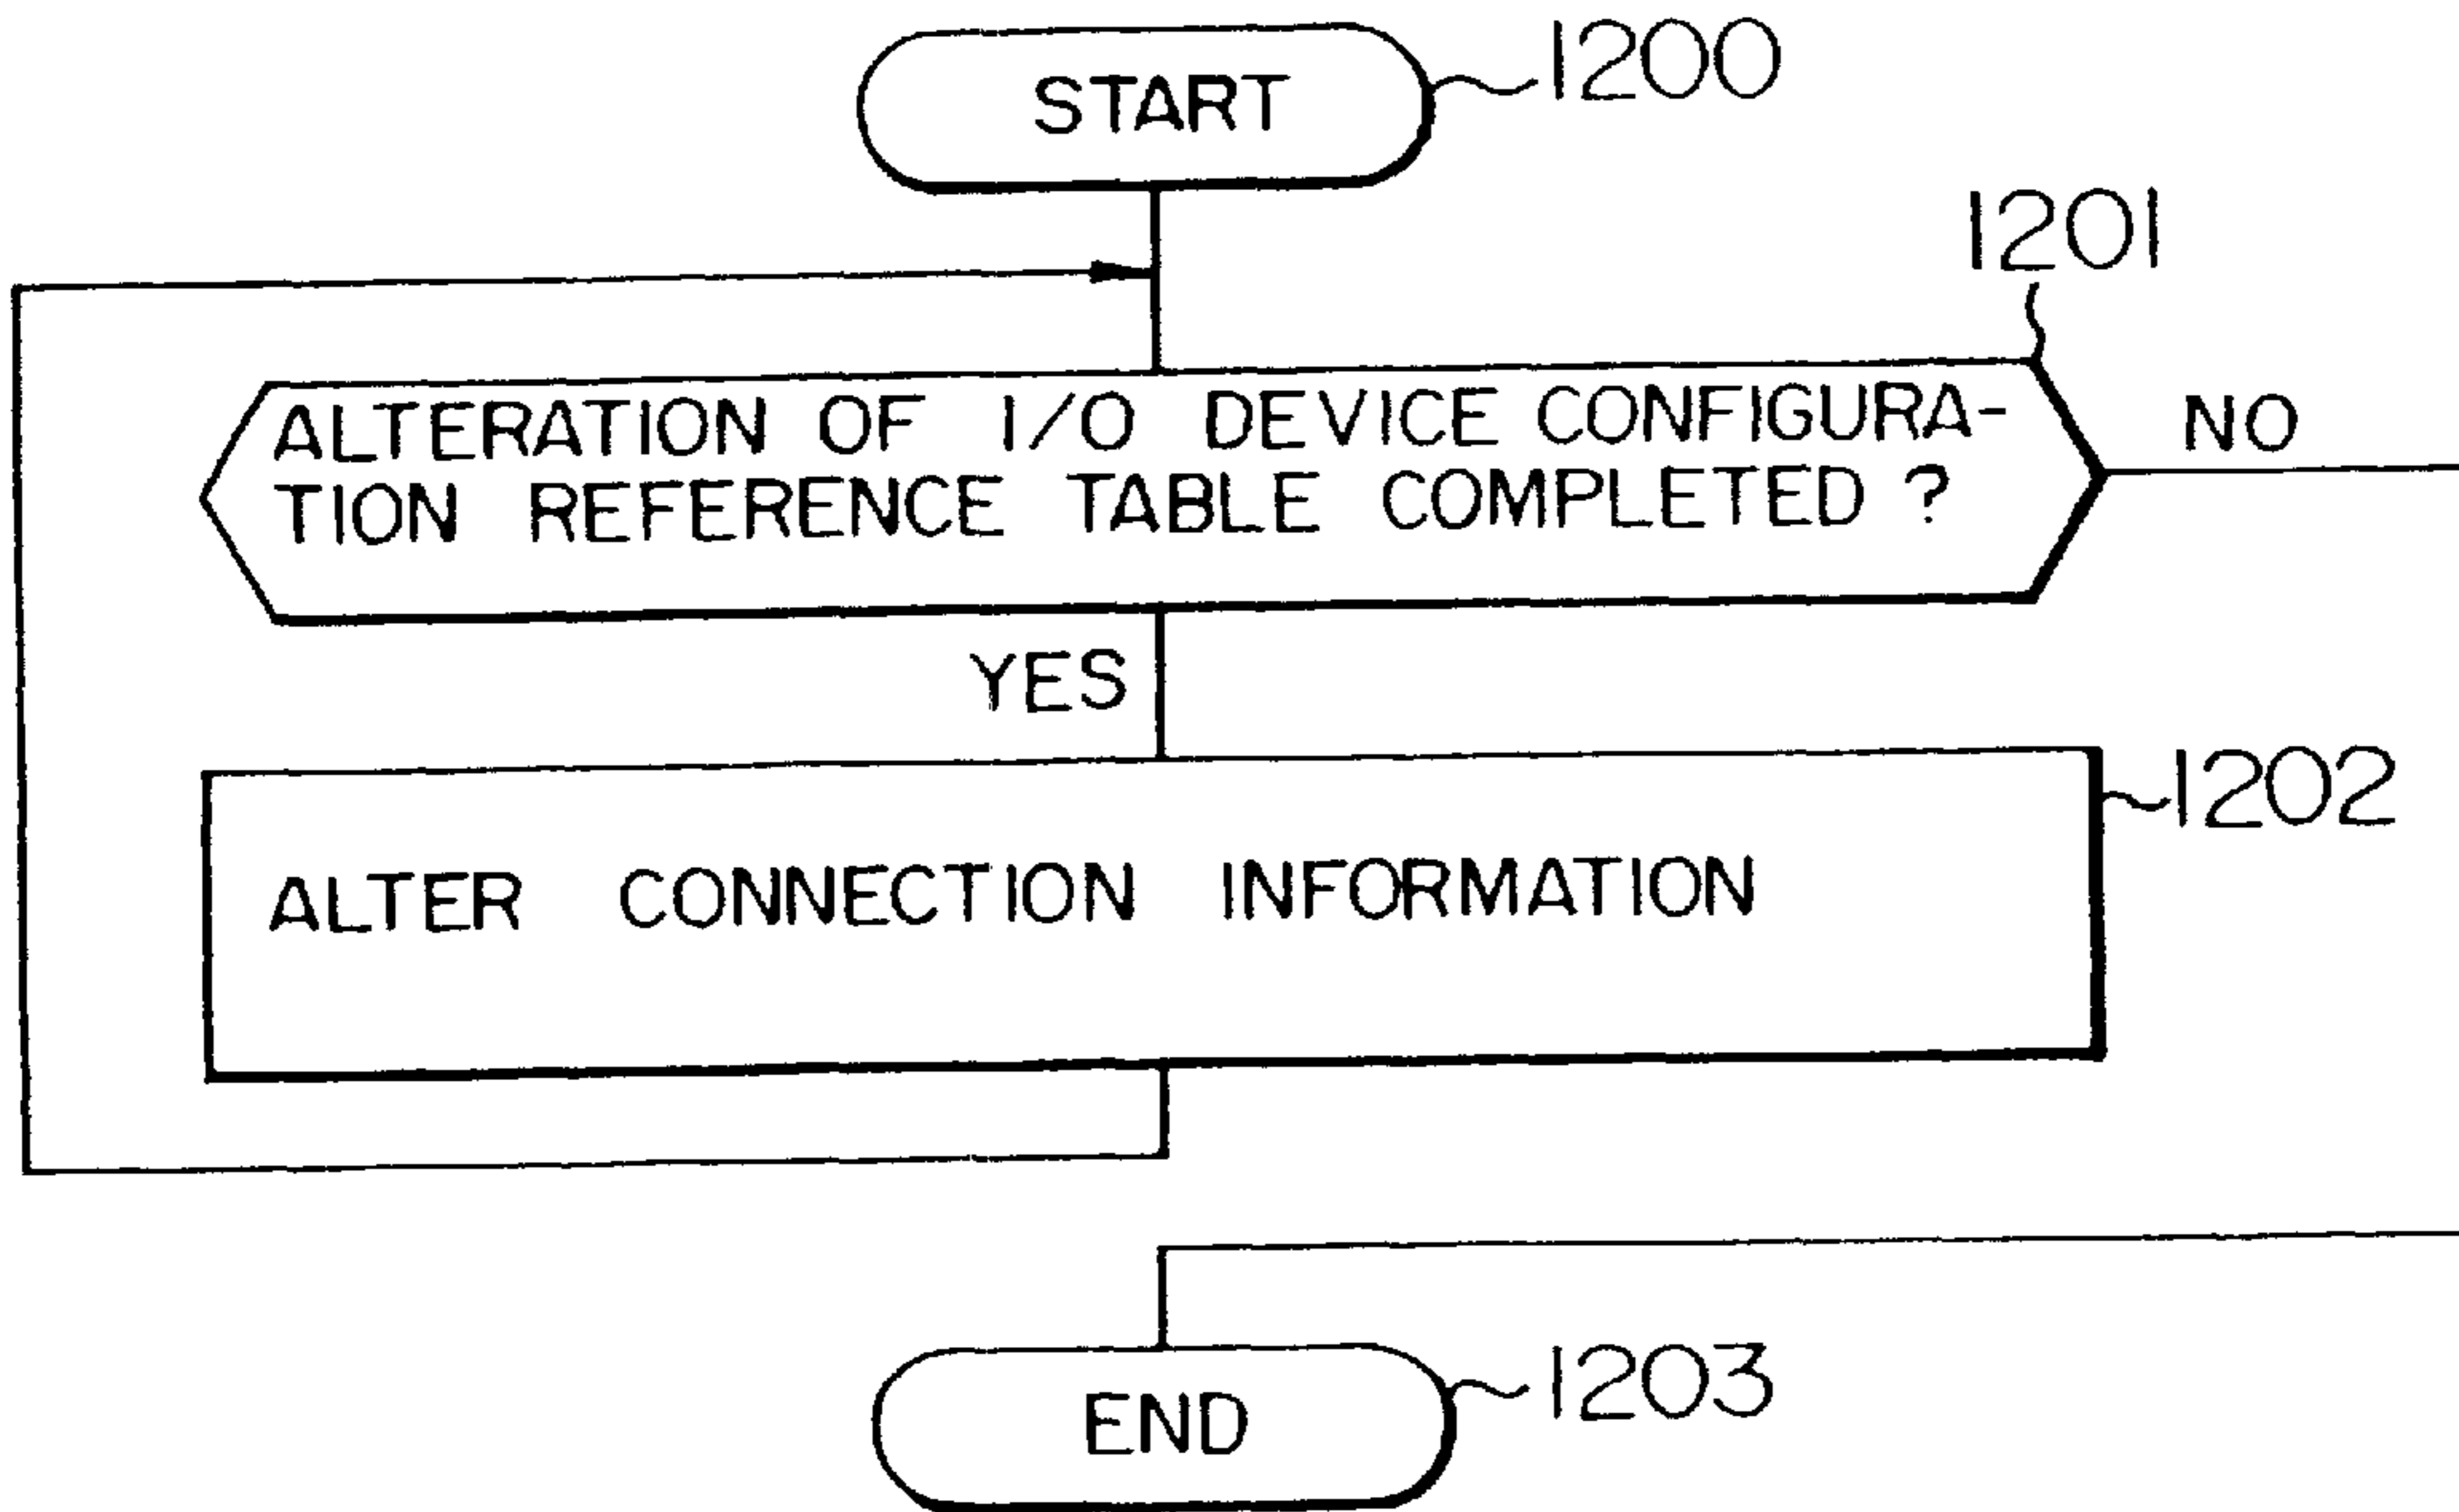 START
1200
1201
ALTERATION OF I/O DEVICE CONFIGURA-
TION REFERENCE TABLE COMPLETED ?
NO
YES
1202
ALTER CONNECTION INFORMATION
END
1203